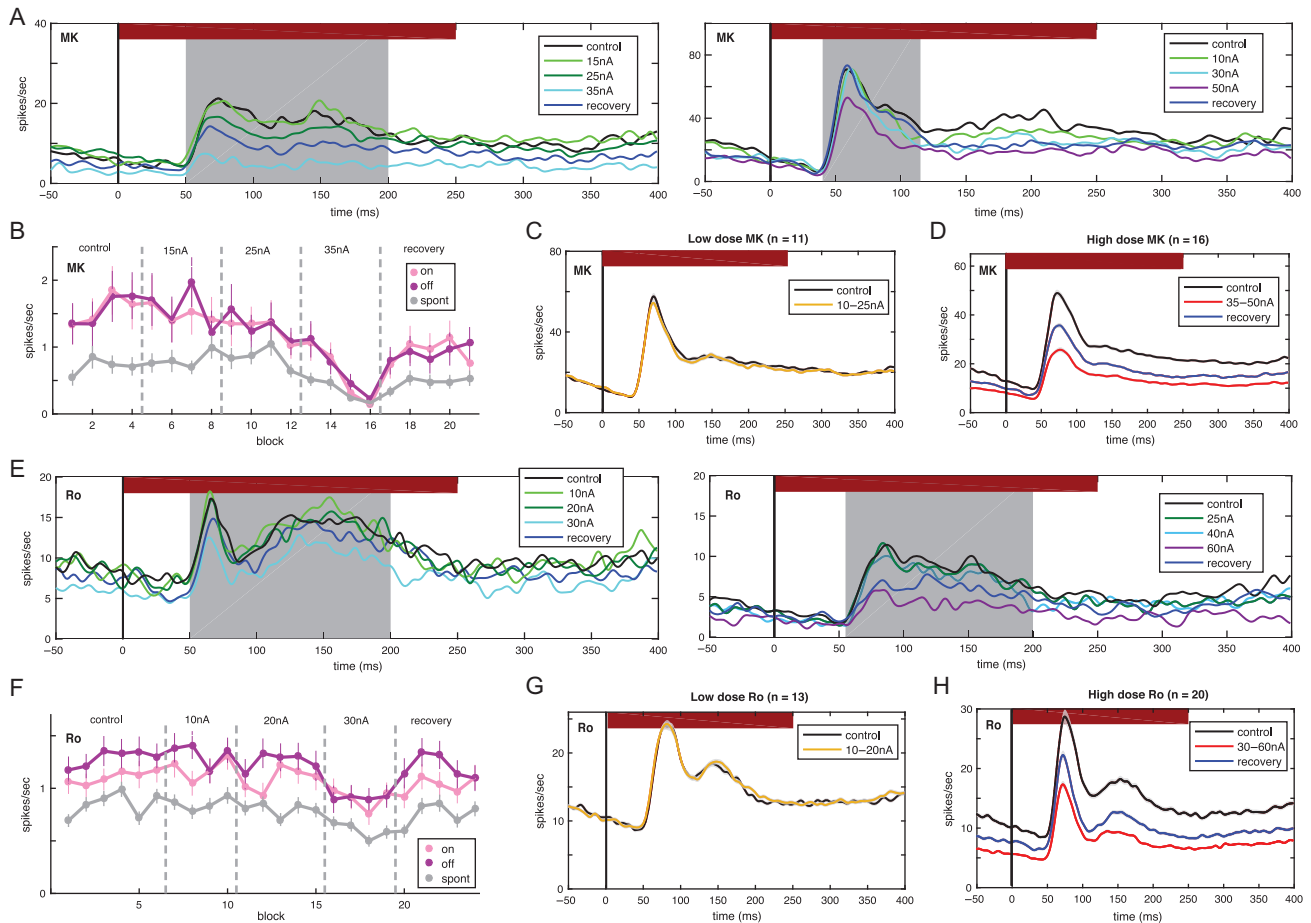 A
MK
spikes/sec
40
20
0
control
15nA
25nA
35nA
recovery
−50 0 50 100 150 200 250 300 350 400
time (ms)
MK
spikes/sec
80
40
0
control
10nA
30nA
50nA
recovery
−50 0 50 100 150 200 250 300 350 400
time (ms)
B
control 15nA 25nA 35nA recovery
MK
spikes/sec
2
1
0
on
off
spont
2 4 6 8 10 12 14 16 18 20
block
C
Low dose MK (n = 11)
MK
spikes/sec
80
40
0
control
10−25nA
−50 0 50 100 150 200 250 300 350 400
time (ms)
D
High dose MK (n = 16)
MK
spikes/sec
60
40
20
0
control
35−50nA
recovery
−50 0 50 100 150 200 250 300 350 400
time (ms)
E
Ro
spikes/sec
20
15
10
5
0
control
10nA
20nA
30nA
recovery
−50 0 50 100 150 200 250 300 350 400
time (ms)
Ro
spikes/sec
20
15
10
5
0
control
25nA
40nA
60nA
recovery
−50 0 50 100 150 200 250 300 350 400
time (ms)
F
control 10nA 20nA 30nA recovery
Ro
spikes/sec
1
0
on
off
spont
5 10 15 20
block
G
Low dose Ro (n = 13)
Ro
spikes/sec
25
15
5
0
control
10−20nA
−50 0 50 100 150 200 250 300 350 400
time (ms)
H
High dose Ro (n = 20)
Ro
spikes/sec
30
20
10
0
control
30−60nA
recovery
−50 0 50 100 150 200 250 300 350 400
time (ms)